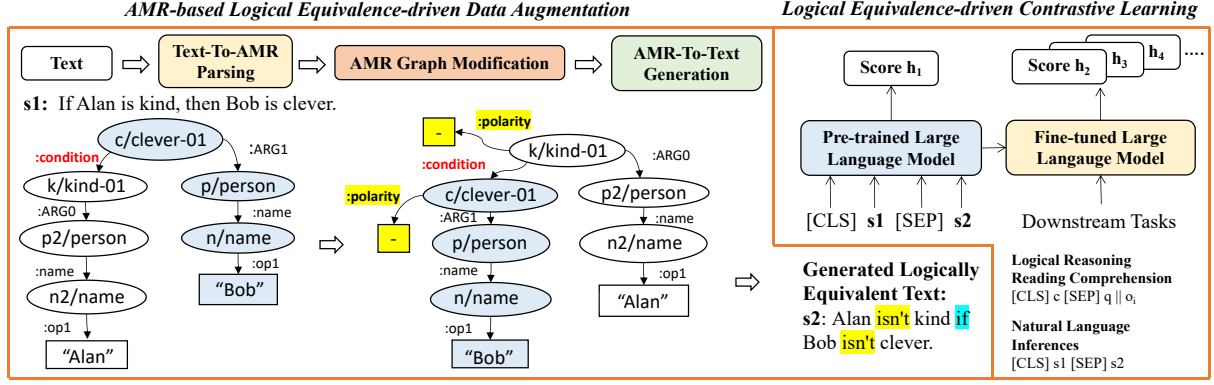 AMR-based Logical Equivalence-driven Data Augmentation
Logical Equivalence-driven Contrastive Learning
Text
Text-To-AMR
Parsing
AMR Graph Modification
AMR-To-Text
Generation
s1: If Alan is kind, then Bob is clever.
c/clever-01
:condition
:ARG1
k/kind-01
p/person
:ARG0
:name
p2/person
n/name
:name
:op1
n2/name
"Bob"
:op1
"Alan"
:polarity
-
k/kind-01
:condition
:ARG0
:polarity
c/clever-01
p2/person
-
:ARG1
:name
p/person
n2/name
:name
:op1
n/name
"Alan"
:op1
"Bob"
Score h1
Score h2
h3
h4
....
Pre-trained Large
Language Model
Fine-tuned Large
Langauge Model
[CLS] s1 [SEP] s2
Downstream Tasks
Generated Logically
Equivalent Text:
s2: Alan isn't kind if
Bob isn't clever.
Logical Reasoning
Reading Comprehension
[CLS] c [SEP] q || oi
Natural Language
Inferences
[CLS] s1 [SEP] s2